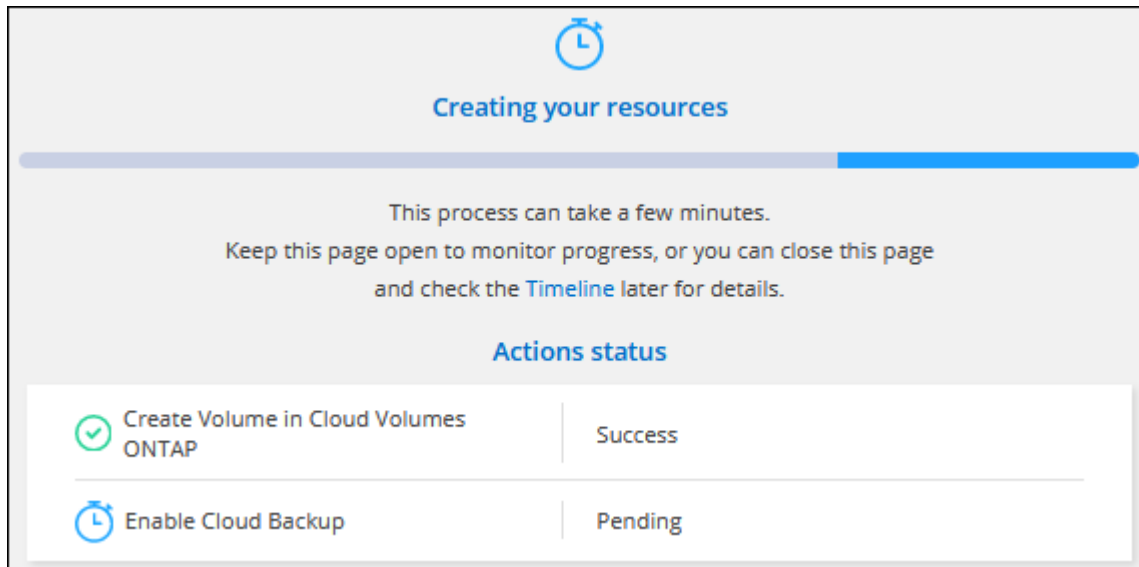 Creating your resources
This process can take a few minutes.
Keep this page open to monitor progress, or you can close this page
and check the Timeline later for details.
Actions status
Create Volume in Cloud Volumes
ONTAP
Success
Enable Cloud Backup
Pending